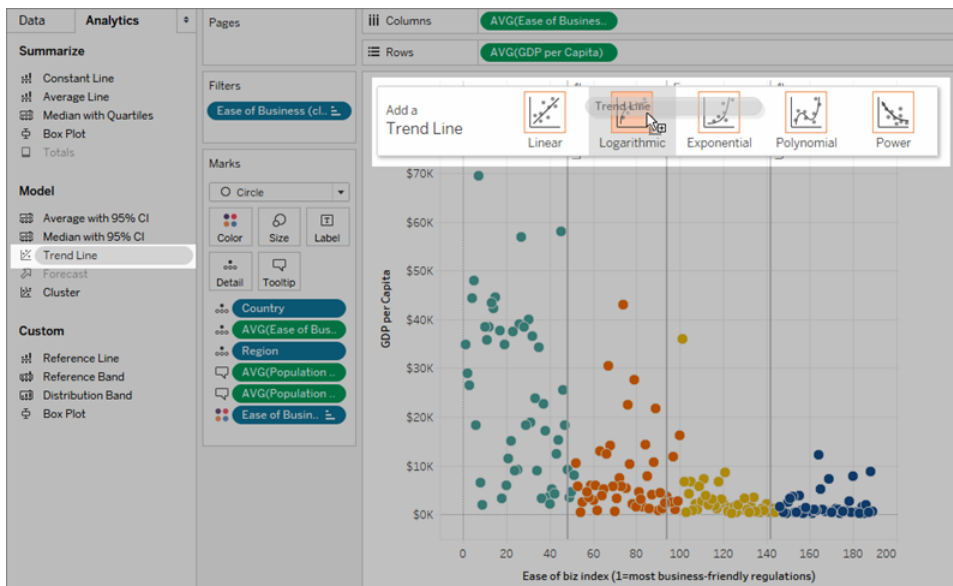 Data
Analytics
Summarize
Constant Line
Average Line
Median with Quartiles
Box Plot
Totals
Model
Average with 95% CI
Median with 95% CI
Trend Line
Forecast
Cluster
Custom
Reference Line
Reference Band
Distribution Band
Box Plot
Pages
Filters
Ease of Business (cl..
Marks
Circle
Color
Size
Label
Detail
Tooltip
Country
AVG(Ease of Bus..
Region
AVG(Population ..
AVG(Population ..
Ease of Busin..
Columns
AVG(Ease of Busines..
Rows
AVG(GDP per Capita)
Add a
Trend Line
Trend Line
Linear
Logarithmic
Exponential
Polynomial
Power
GDP per Capita
$70K
$60K
$50K
$40K
$30K
$20K
$10K
$0K
0 20 40 60 80 100 120 140 160 180 200
Ease of biz index (1=most business-friendly regulations)